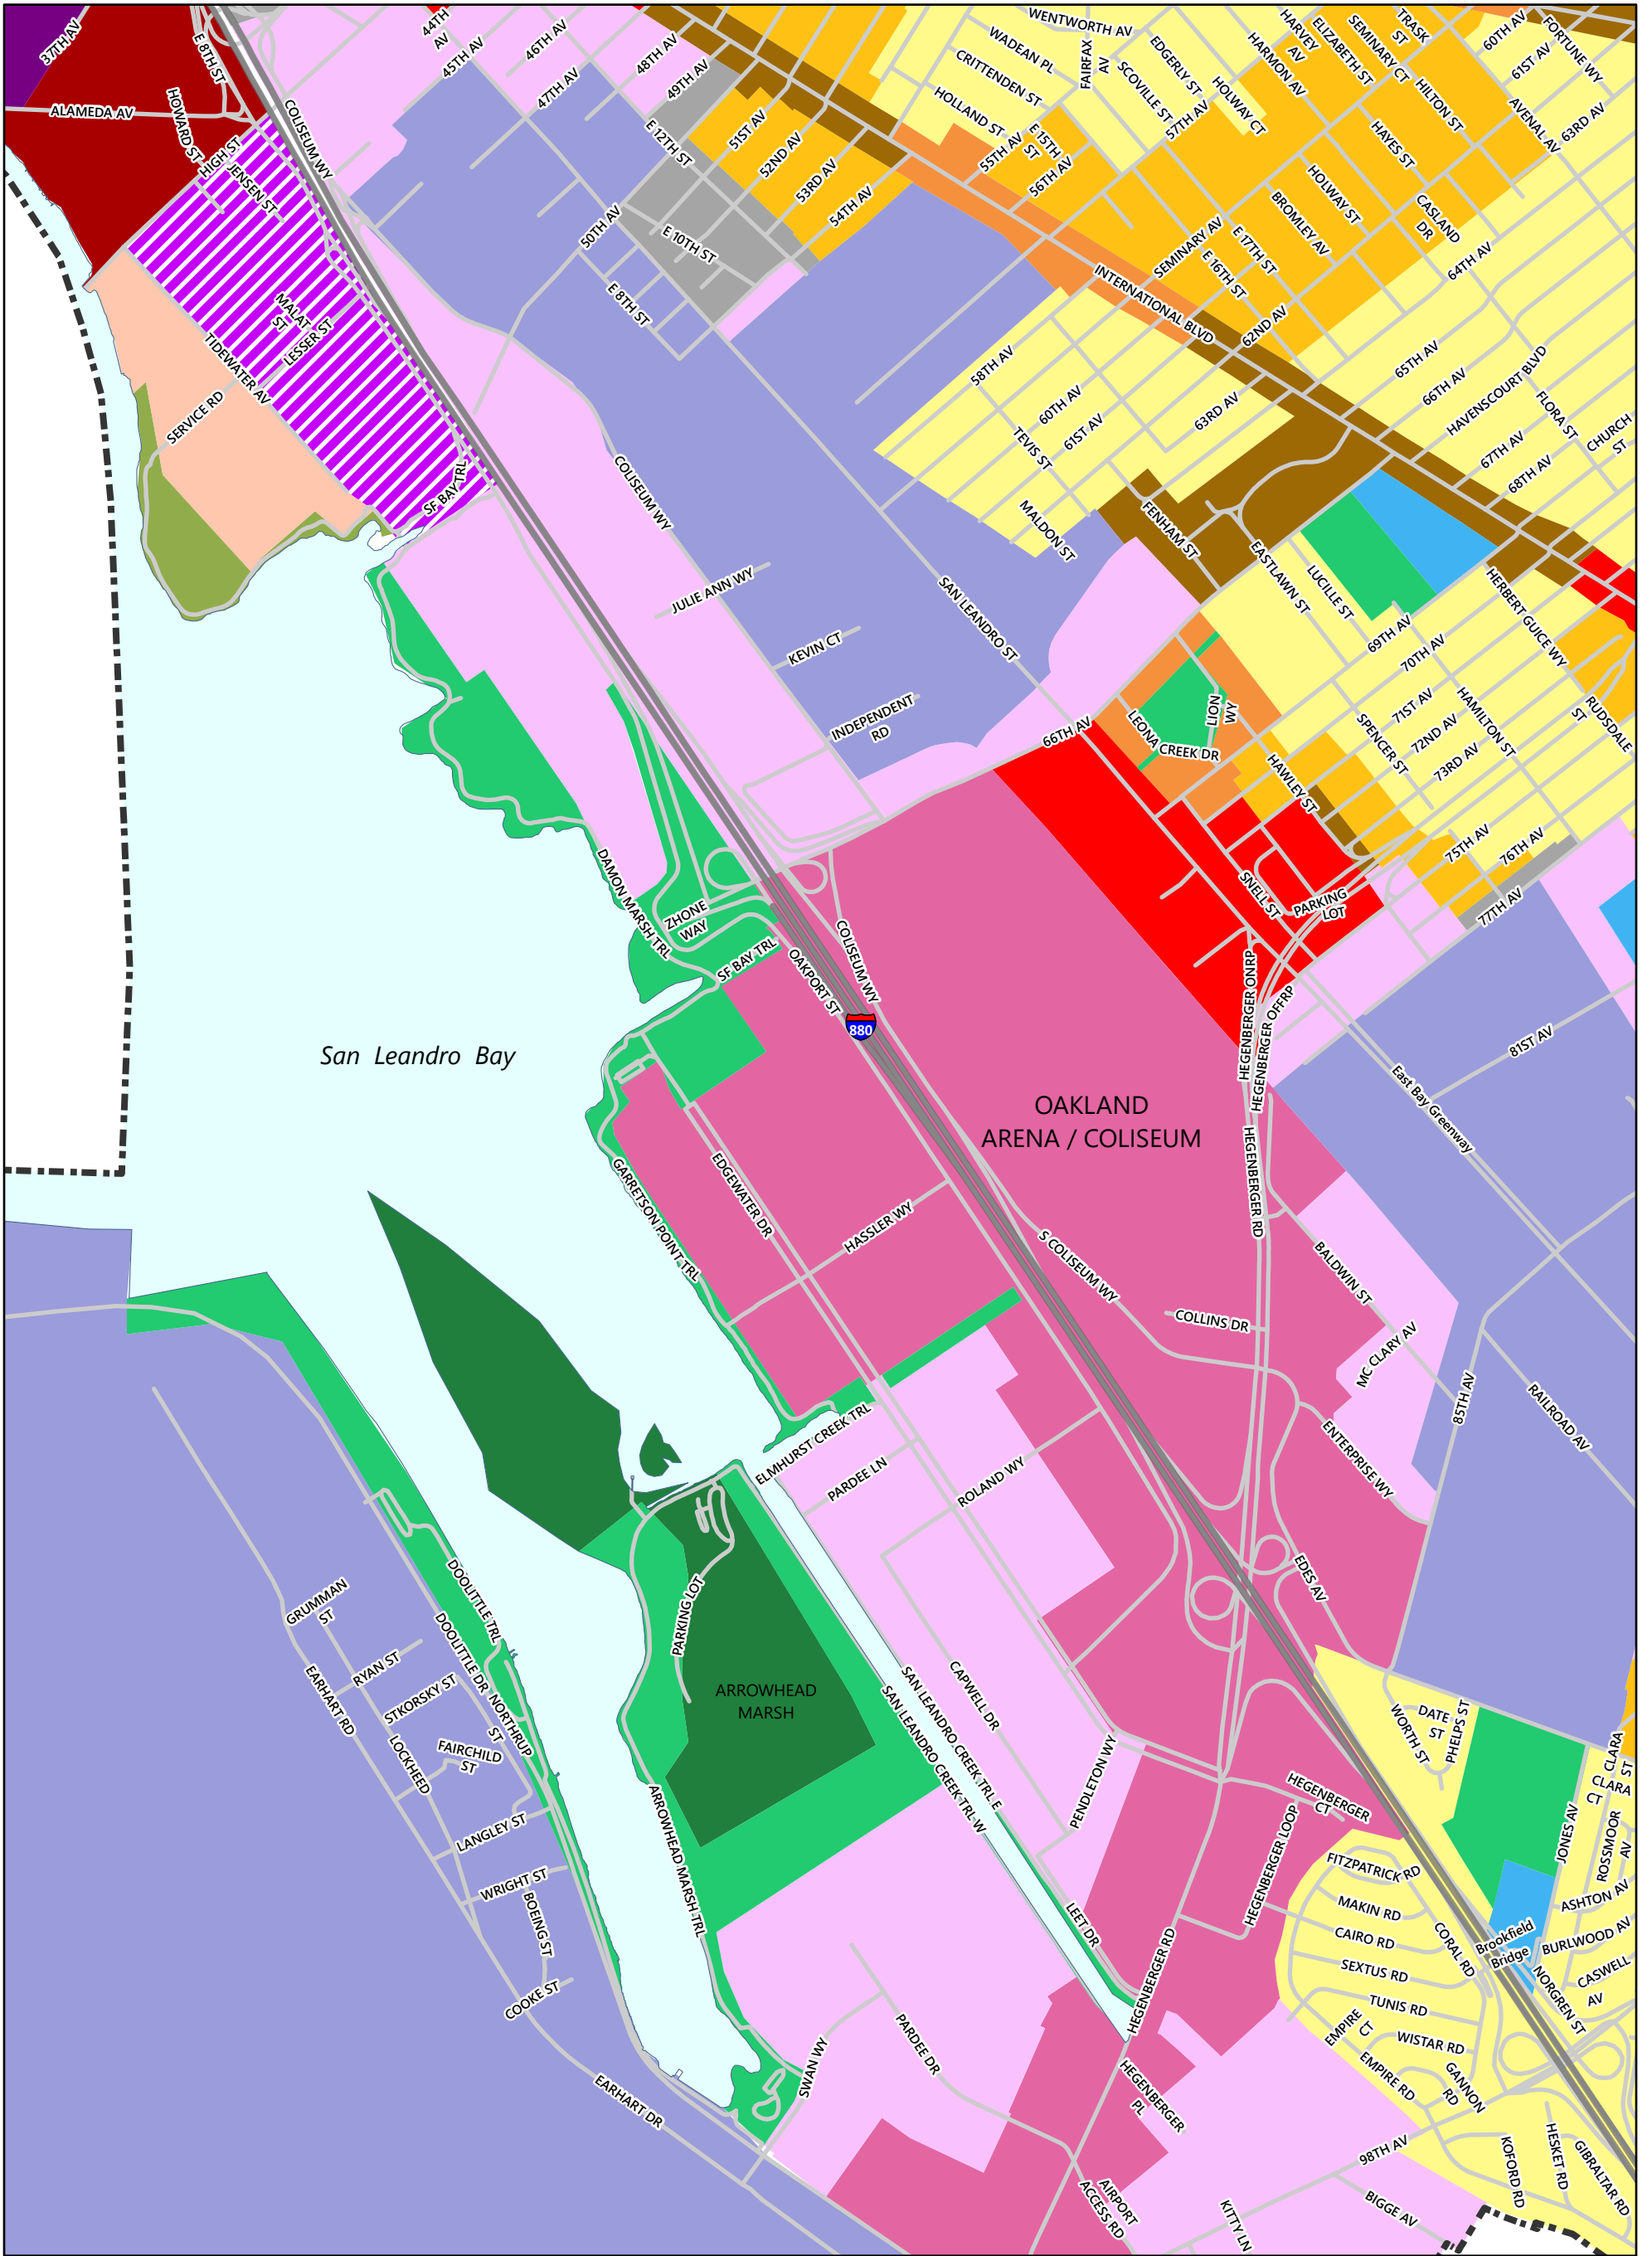 37TH AV
E 8TH ST
44TH
AV
45TH AV
46TH AV
47TH AV
48TH AV
49TH AV
WENTWORTH AV
WADEAN PL
FAIRFAX
AV
CRITTENDEN ST
EDGERLY ST
SCOVILLE ST
HOLWAY CT
HARMON AV
HARVEY
AV
ELIZABETH ST
SEMINARY CT
TRASK
ST
HILTON ST
60TH AV
61ST AV
FORTUNE WY
AVENAL AV
63RD AV
ALAMEDA AV
HOWARD ST
HIGH ST
JENSEN ST
COLISEUM WY
E 12TH ST
51ST AV
52ND AV
53RD AV
54TH AV
HOLLAND ST
55TH AV
E 15TH
ST
56TH AV
57TH AV
HAYES ST
HOLWAY ST
BROMLEY AV
CASLAND
DR
64TH AV
50TH AV
E 10TH ST
E 8TH ST
SEMINARY AV
E 17TH ST
E 16TH ST
INTERNATIONAL BLVD
62ND AV
MALAT
ST
LESSER ST
TIDEWATER AV
SERVICE RD
SF BAY TRL
58TH AV
60TH AV
61ST AV
63RD AV
TEVIS ST
MALDON ST
65TH AV
66TH AV
HAVENSCOURT BLVD
FLORA ST
67TH AV
68TH AV
CHURCH
ST
COLISEUM WY
FENHAM ST
EASTLAWN ST
LUCILLE ST
HERBERT GUICE WY
JULIE ANN WY
KEVIN CT
SAN LEANDRO ST
INDEPENDENT
RD
66TH AV
69TH AV
70TH AV
71ST AV
72ND AV
73RD AV
HAMILTON ST
SPENCER ST
RUDSDALE
ST
LION
WY
LEONA CREEK DR
HAWLEY ST
75TH AV
76TH AV
77TH AV
SNELL ST
PARKING
LOT
DAMON MARSH TRL
ZHONE
WAY
SF BAY TRL
OAKPORT ST
COLISEUM WY
880
HEGENBERGER ONRP
HEGENBERGER OFFRP
81ST AV
East Bay Greenway
San Leandro Bay
OAKLAND
ARENA / COLISEUM
HEGENBERGER RD
GARRETSON POINT TRL
EDGEWATER DR
HASSLER WY
S COLISEUM WY
COLLINS DR
BALDWIN ST
MC CLARY AV
85TH AV
RAILROAD AV
ENTERPRISE WY
ELMHURST CREEK TRL
PARDEE LN
ROLAND WY
EDES AV
DOOLITTLE TRL
DOOLITTLE DR
GRUMMAN
ST
RYAN ST
EARHART RD
STKORSKY ST
NORTHRUP
ST
LOCKHEED
FAIRCHILD
ST
LANGLEY ST
WRIGHT ST
BOEING ST
COOKE ST
EARHART DR
PARKING LOT
ARROWHEAD
MARSH
ARROWHEAD MARSH TRL
CAPWELL DR
SAN LEANDRO CREEK TRL E
SAN LEANDRO CREEK TRL W
PENDLETON WY
LEET DR
HEGENBERGER
CT
HEGENBERGER LOOP
HEGENBERGER RD
SWAN WY
PARDEE DR
HEGENBERGER
PL
AIRPORT
ACCESS RD
DATE
ST
WORTH ST
PHELPS ST
CLARA
ST
CLARA
CT
JONES AV
ROSSMOOR
AV
ASHTON AV
BURLWOOD AV
CASWELL
AV
FITZPATRICK RD
MAKIN RD
CAIRO RD
SEXTUS RD
TUNIS RD
WISTAR RD
CORAL RD
Brookfield
Bridge
NORGREN ST
EMPIRE
CT
EMPIRE RD
GANNON
RD
98TH AV
KITTY LN
BIGGE AV
KOFORD RD
HESKET RD
GIBRALTAR RD